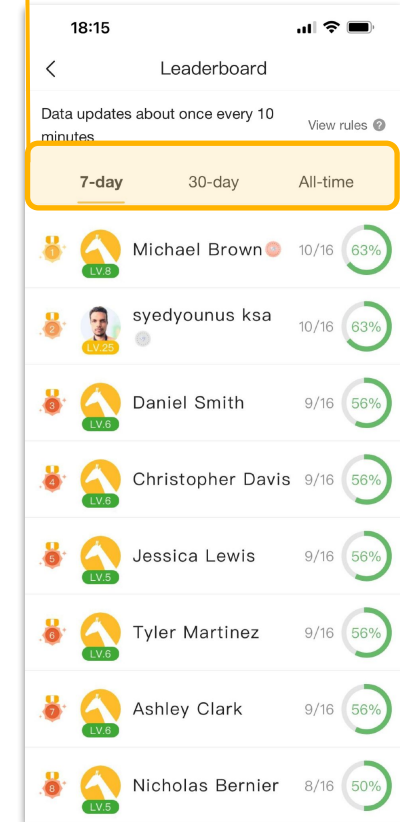 18:15
Leaderboard
Data updates about once every 10
minutes
View rules ?
7-day 30-day All-time
1 LV.8 Michael Brown 10/16 63%
2 LV.25 syedyounus ksa 10/16 63%
3 LV.6 Daniel Smith 9/16 56%
4 LV.6 Christopher Davis 9/16 56%
5 LV.5 Jessica Lewis 9/16 56%
6 LV.6 Tyler Martinez 9/16 56%
7 LV.6 Ashley Clark 9/16 56%
8 LV.5 Nicholas Bernier 8/16 50%